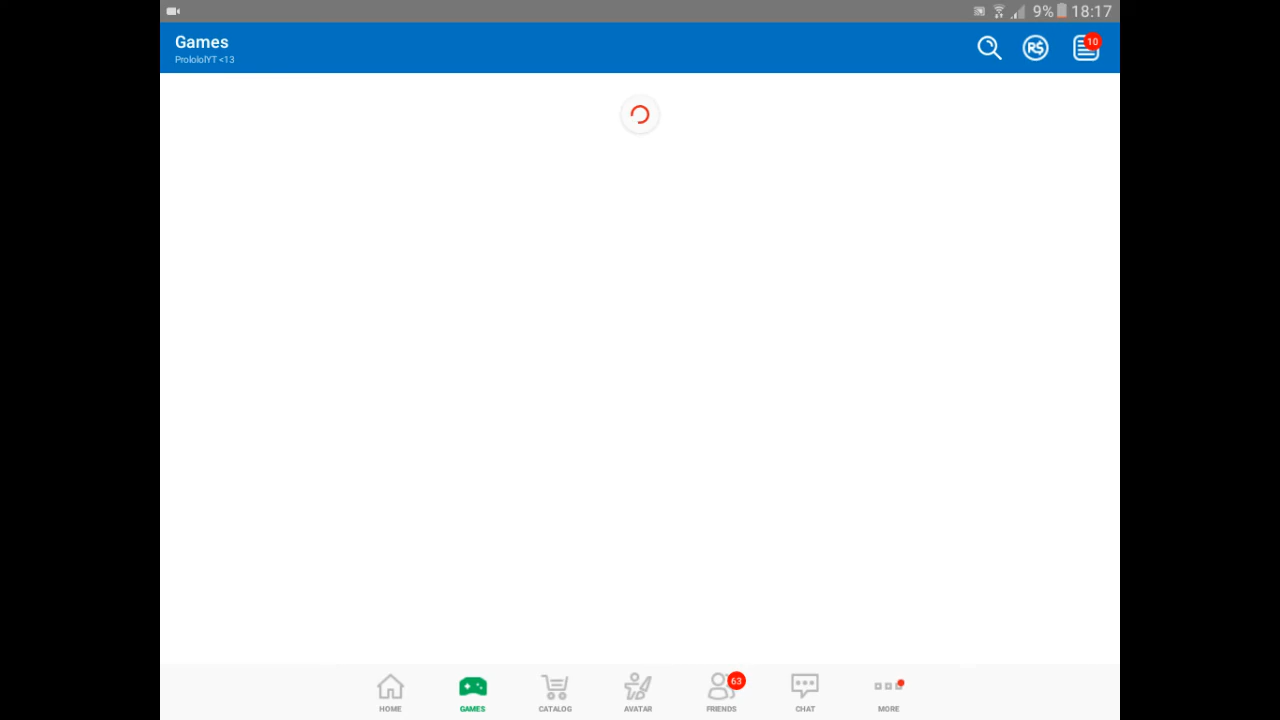 9% 18:17
Games
ProlololYT <13
R$
10
63
HOME
GAMES
CATALOG
AVATAR
FRIENDS
CHAT
MORE